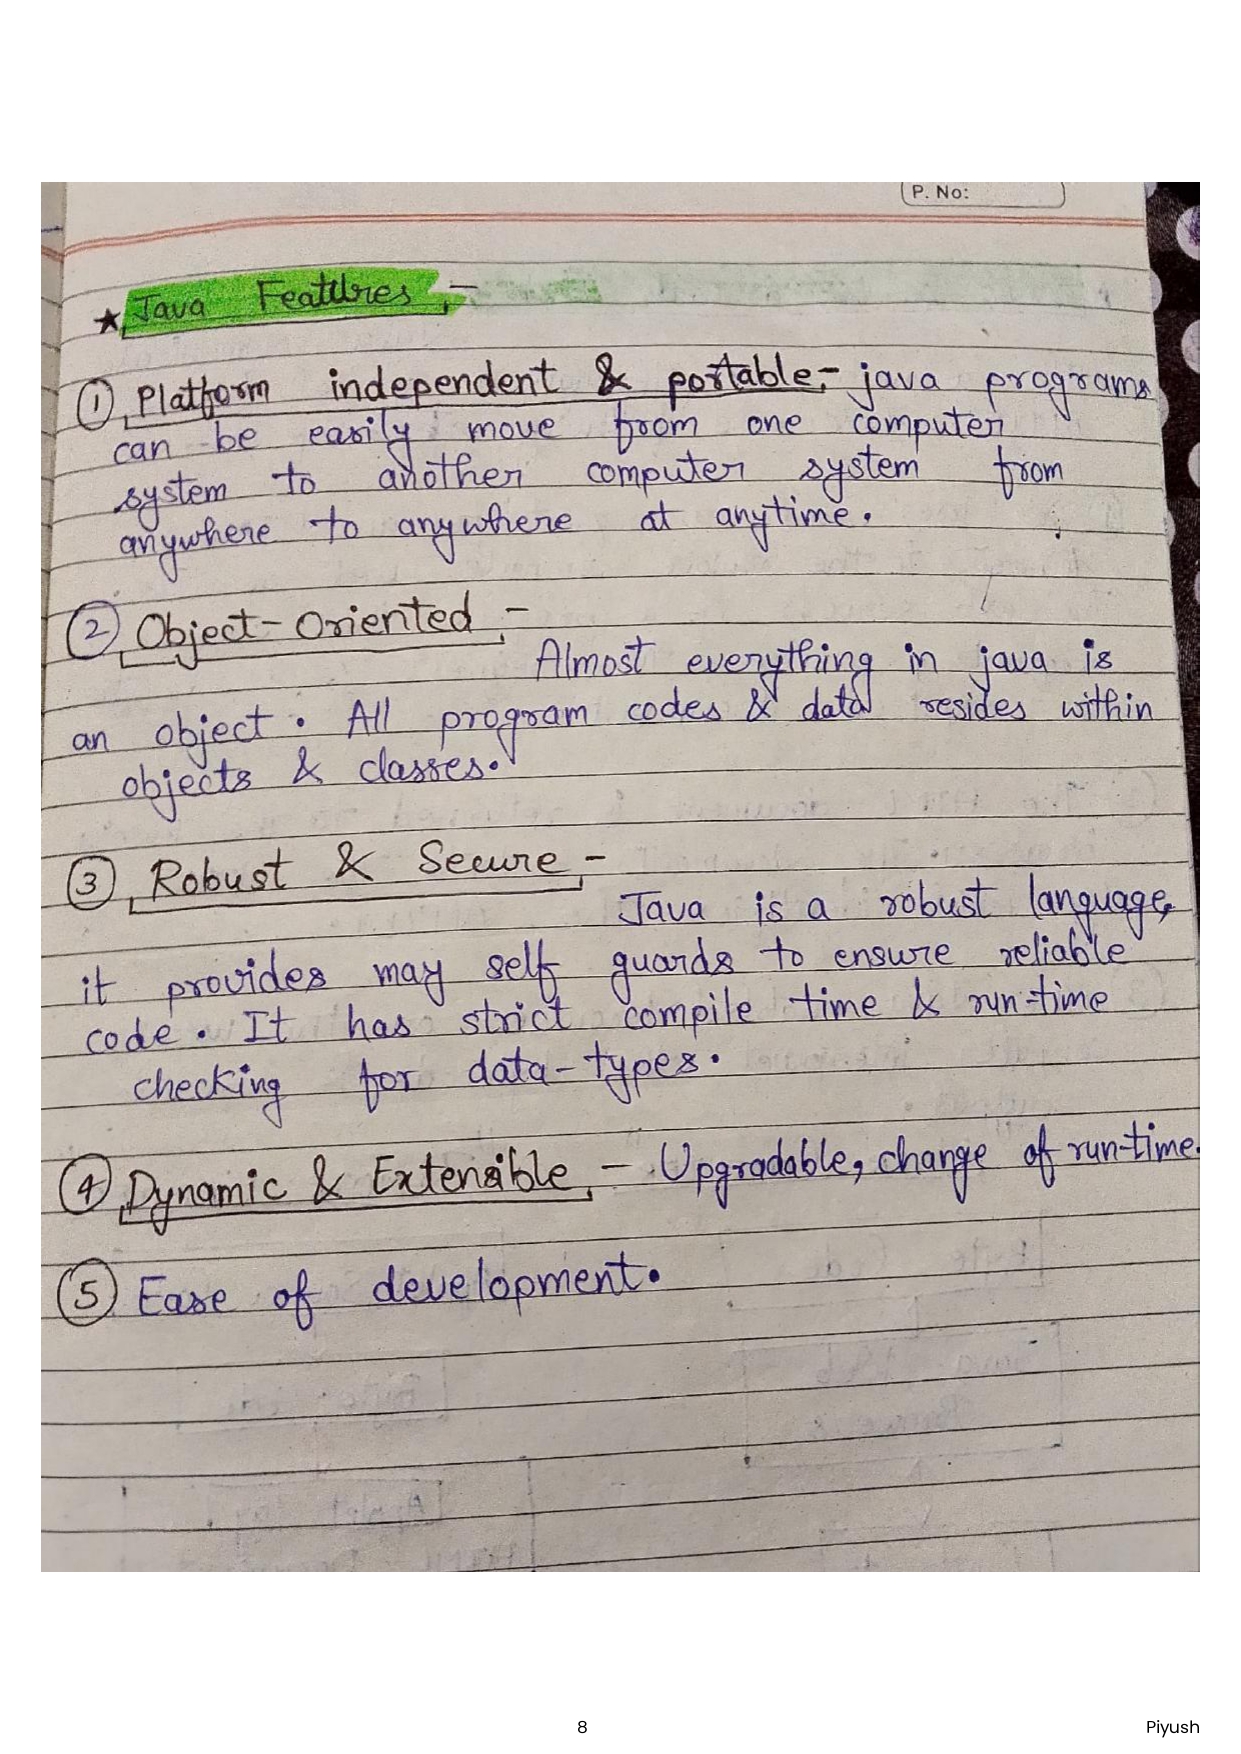 P. No:
★ Java Features :-
① Platform independent & portable :- java programs
can be easily move from one computer
system to another computer system from
anywhere to anywhere at anytime.
② Object-Oriented :-
Almost everything in java is
an object. All program codes & data resides within
objects & classes.
③ Robust & Secure :-
Java is a robust language,
it provides may self guards to ensure reliable
code. It has strict compile time & run-time
checking for data-types.
④ Dynamic & Extensible :- Upgradable, change of run-time.
⑤ Ease of development.
8
Piyush